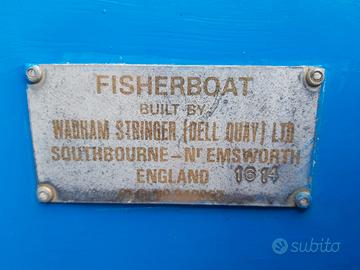 FISHERBOAT
BUILT BY
WADHAM STRINGER (DELL QUAY) LTD
SOUTHBOURNE-Nr EMSWORTH
ENGLAND 1614
subito